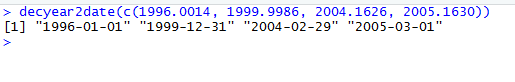 > decyear2date(c(1996.0014, 1999.9986, 2004.1626, 2005.1630))
[1] "1996-01-01" "1999-12-31" "2004-02-29" "2005-03-01"
>